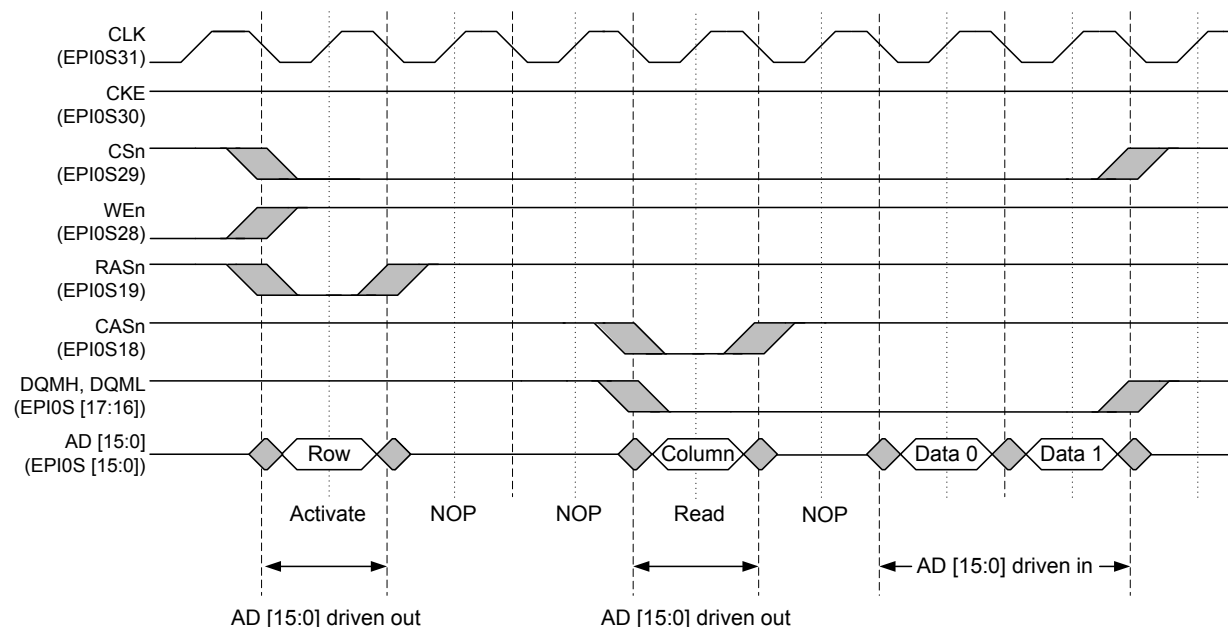 CLK
(EPI0S31)
CKE
(EPI0S30)
CSn
(EPI0S29)
WEn
(EPI0S28)
RASn
(EPI0S19)
CASn
(EPI0S18)
DQMH, DQML
(EPI0S [17:16])
AD [15:0]
(EPI0S [15:0])
Row
Column
Data 0
Data 1
Activate
NOP
NOP
Read
NOP
AD [15:0] driven in
AD [15:0] driven out
AD [15:0] driven out